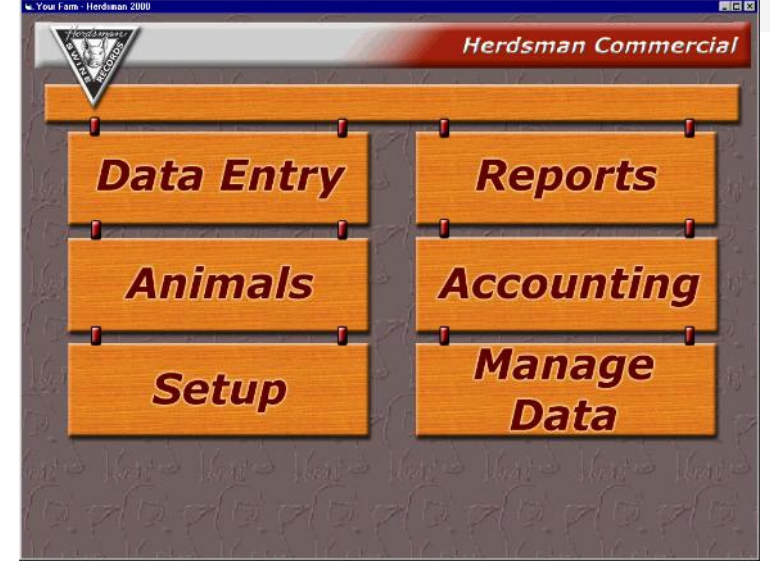 Your Farm - Herdsman 2000
Herdsman
SWINE
RECORDS
Herdsman Commercial
Data Entry
Reports
Animals
Accounting
Setup
Manage
Data